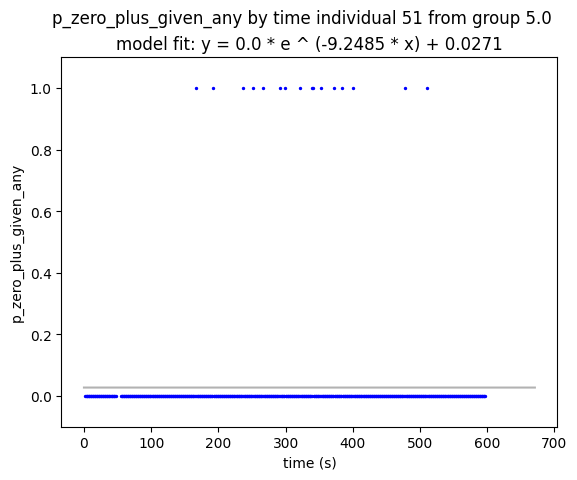 p_zero_plus_given_any by time individual 51 from group 5.0
model fit: y = 0.0 * e ^ (-9.2485 * x) + 0.0271
1.0
0.8
0.6
0.4
0.2
0.0
p_zero_plus_given_any
0 100 200 300 400 500 600 700
time (s)